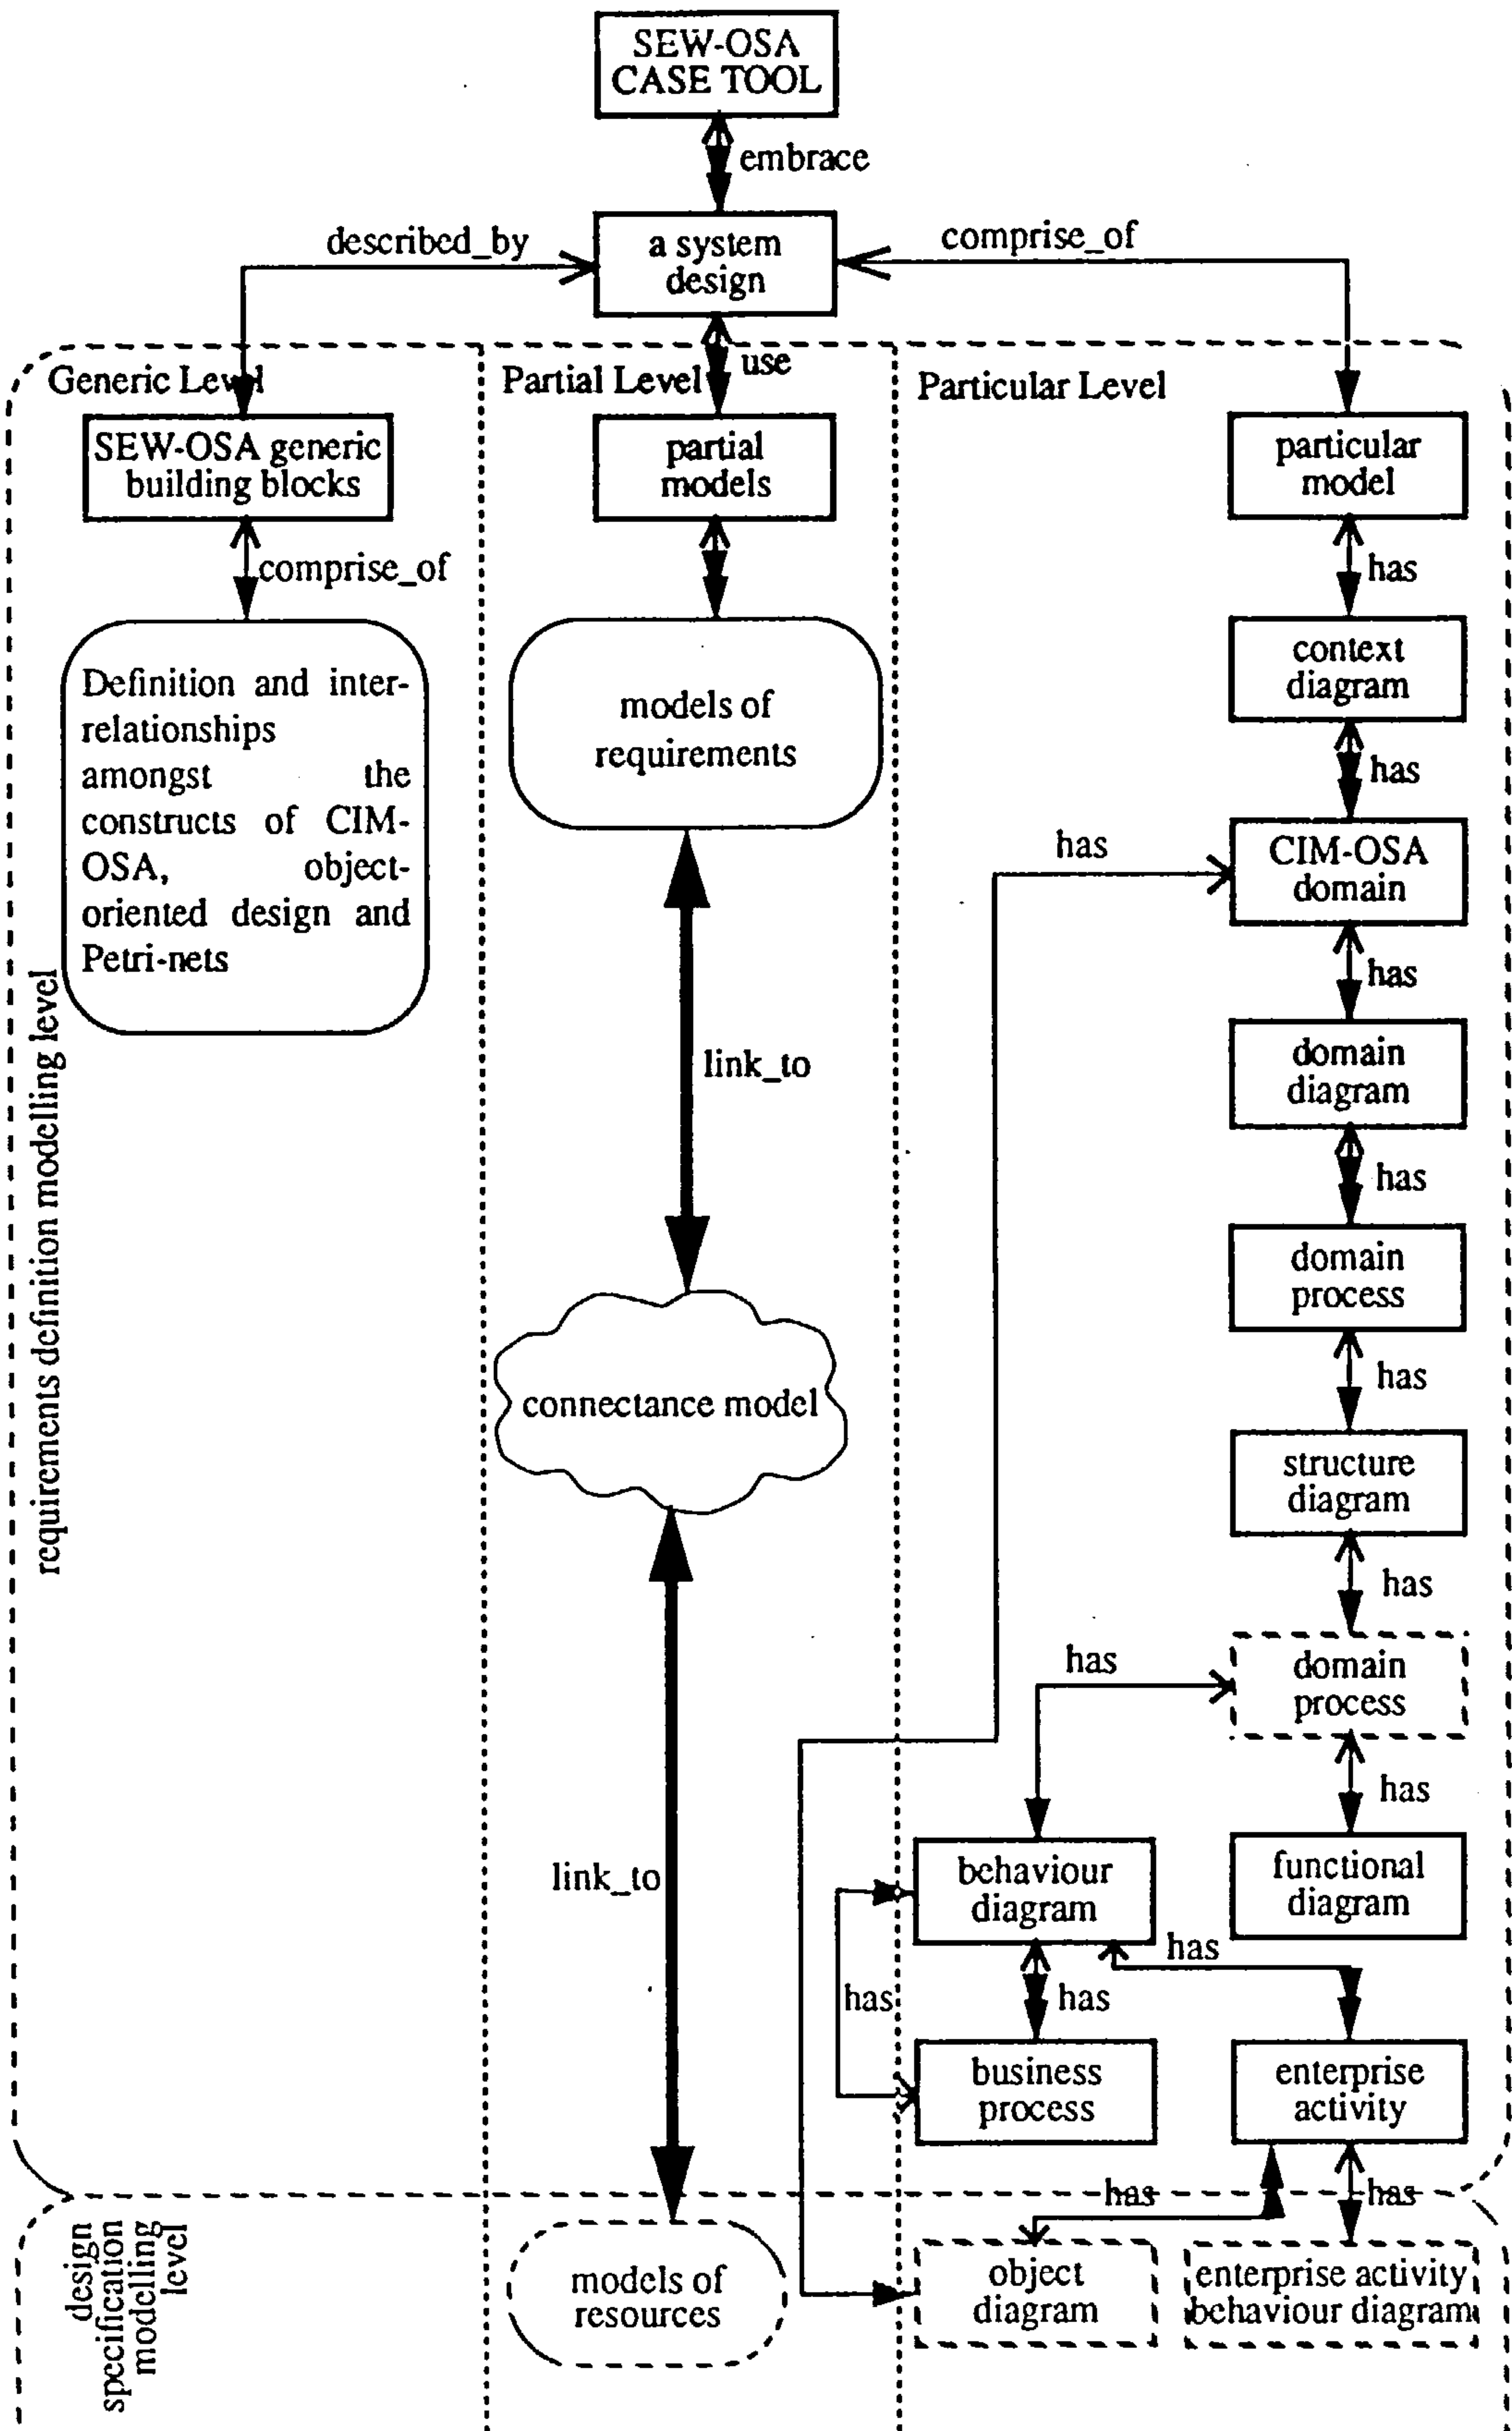 SEW-OSA
CASE TOOL
embrace
described_by
a system
design
comprise_of
Generic Level
Partial Level
use
Particular Level
SEW-OSA generic
building blocks
partial
models
particular
model
comprise_of
has
Definition and inter-
relationships
amongst the
constructs of CIM-
OSA, object-
oriented design and
Petri-nets
models of
requirements
context
diagram
has
has
CIM-OSA
domain
has
requirements definition modelling level
link_to
domain
diagram
has
domain
process
has
connectance model
structure
diagram
has
has
domain
process
has
link_to
behaviour
diagram
functional
diagram
has
has
has
business
process
enterprise
activity
has
has
design
specification
modelling
level
models of
resources
object
diagram
enterprise activity
behaviour diagram